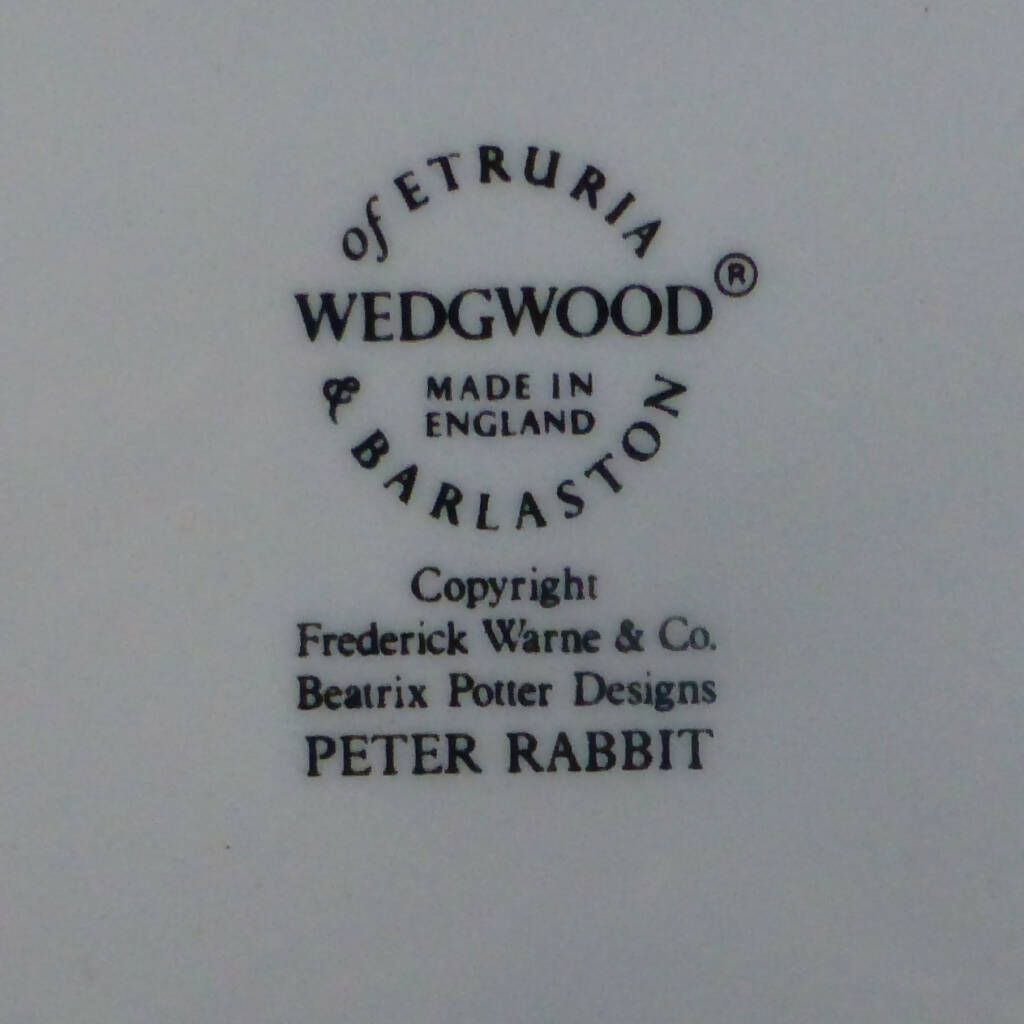 of ETRURIA
WEDGWOOD®
MADE IN
ENGLAND
& BARLASTON
Copyright
Frederick Warne & Co.
Beatrix Potter Designs
PETER RABBIT